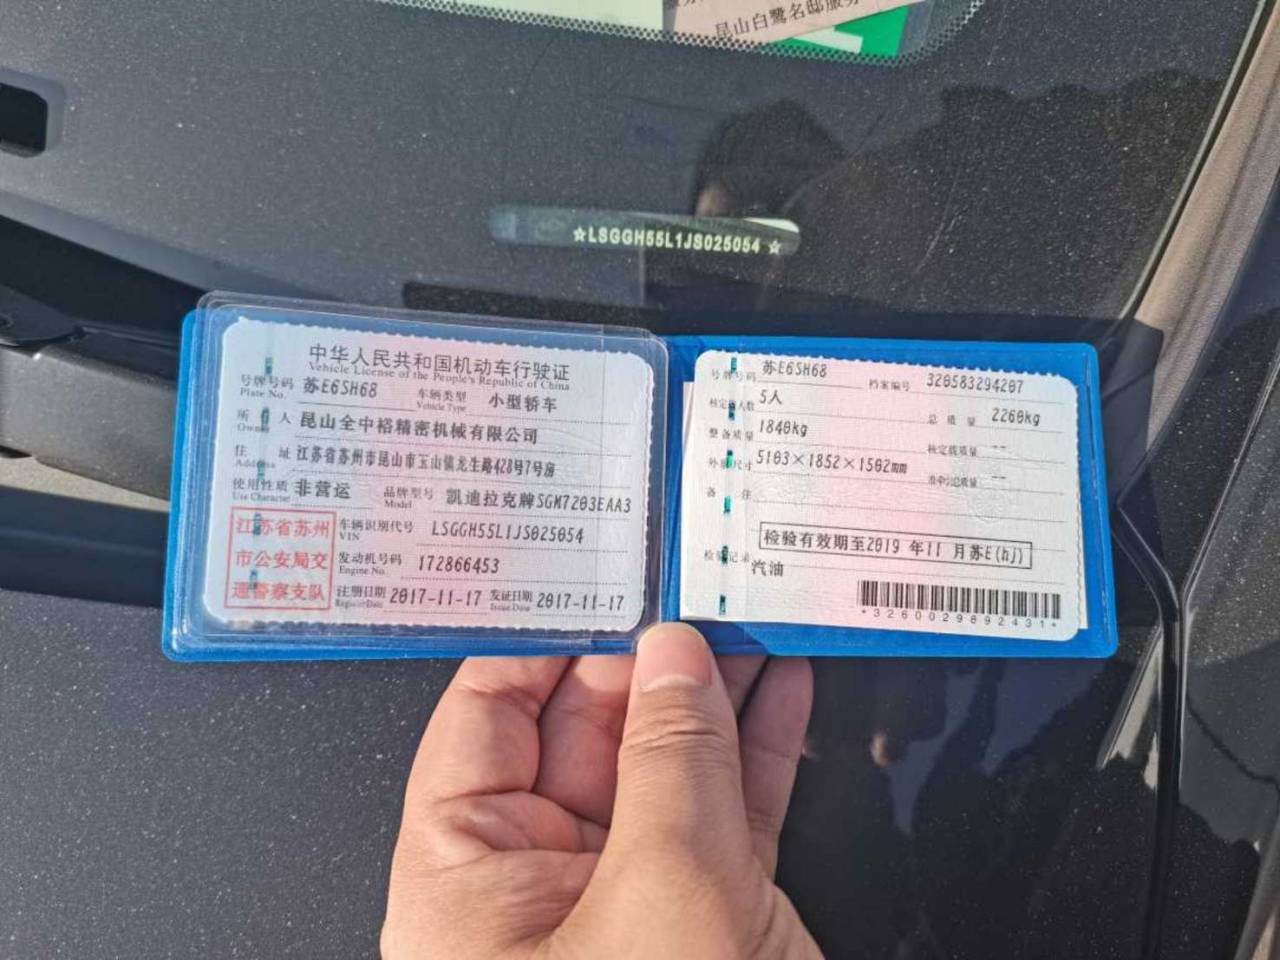 昆山白鹭名邸服务
☆LSGGH55L1JS025054☆
中华人民共和国机动车行驶证
Vehicle License of the People's Republic of China
号牌号码 苏E6SH68 车辆类型 小型轿车
Plate No. Vehicle Type
所有人 昆山全中裕精密机械有限公司
Owner
住址 江苏省苏州市昆山市玉山镇龙生路428号7号房
Address
使用性质 非营运 品牌型号 凯迪拉克牌SGM7203EAA3
Use Character Model
江苏省苏州
市公安局交
通警察支队
车辆识别代号 LSGGH55L1JS025054
VIN
发动机号码 172866453
Engine No.
注册日期 2017-11-17 发证日期 2017-11-17
Register Date Issue Date
号牌号码 苏E6SH68 档案编号 320583294207
核定载人数 5人 总质量 2260kg
整备质量 1840kg 核定载质量 --
外廓尺寸 5103×1852×1502mm 准牵引总质量 --
备注
检验有效期至2019年11月苏E(hj)
检验记录
汽油
*3260029892431*